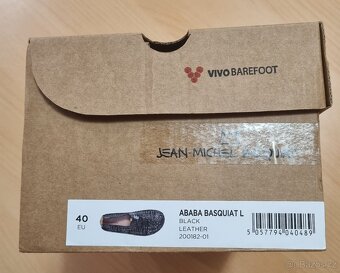 VIVOBAREFOOT
JEAN-MICHEL
40
EU
ABABA BASQUIAT L
BLACK
LEATHER
200182-01
5 057794 040489